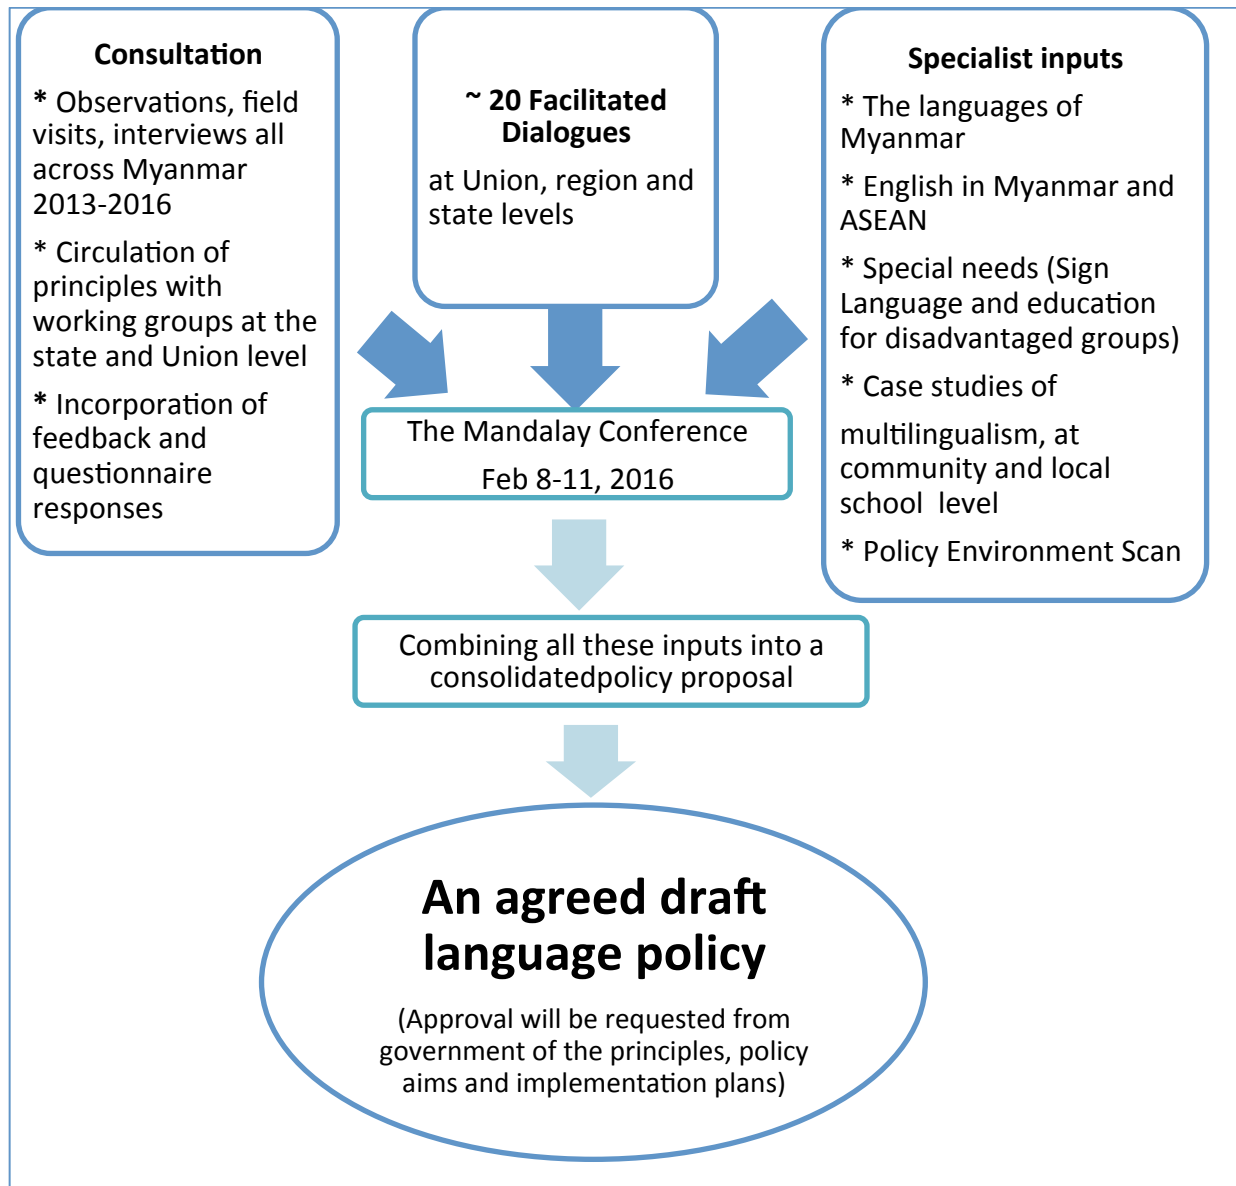 Consultation
* Observations, field
visits, interviews all
across Myanmar
2013-2016
* Circulation of
principles with
working groups at the
state and Union level
* Incorporation of
feedback and
questionnaire
responses
~ 20 Facilitated
Dialogues
at Union, region and
state levels
Specialist inputs
* The languages of
Myanmar
* English in Myanmar and
ASEAN
* Special needs (Sign
Language and education
for disadvantaged groups)
* Case studies of
multilingualism, at
community and local
school level
* Policy Environment Scan
The Mandalay Conference
Feb 8-11, 2016
Combining all these inputs into a
consolidatedpolicy proposal
An agreed draft
language policy
(Approval will be requested from
government of the principles, policy
aims and implementation plans)